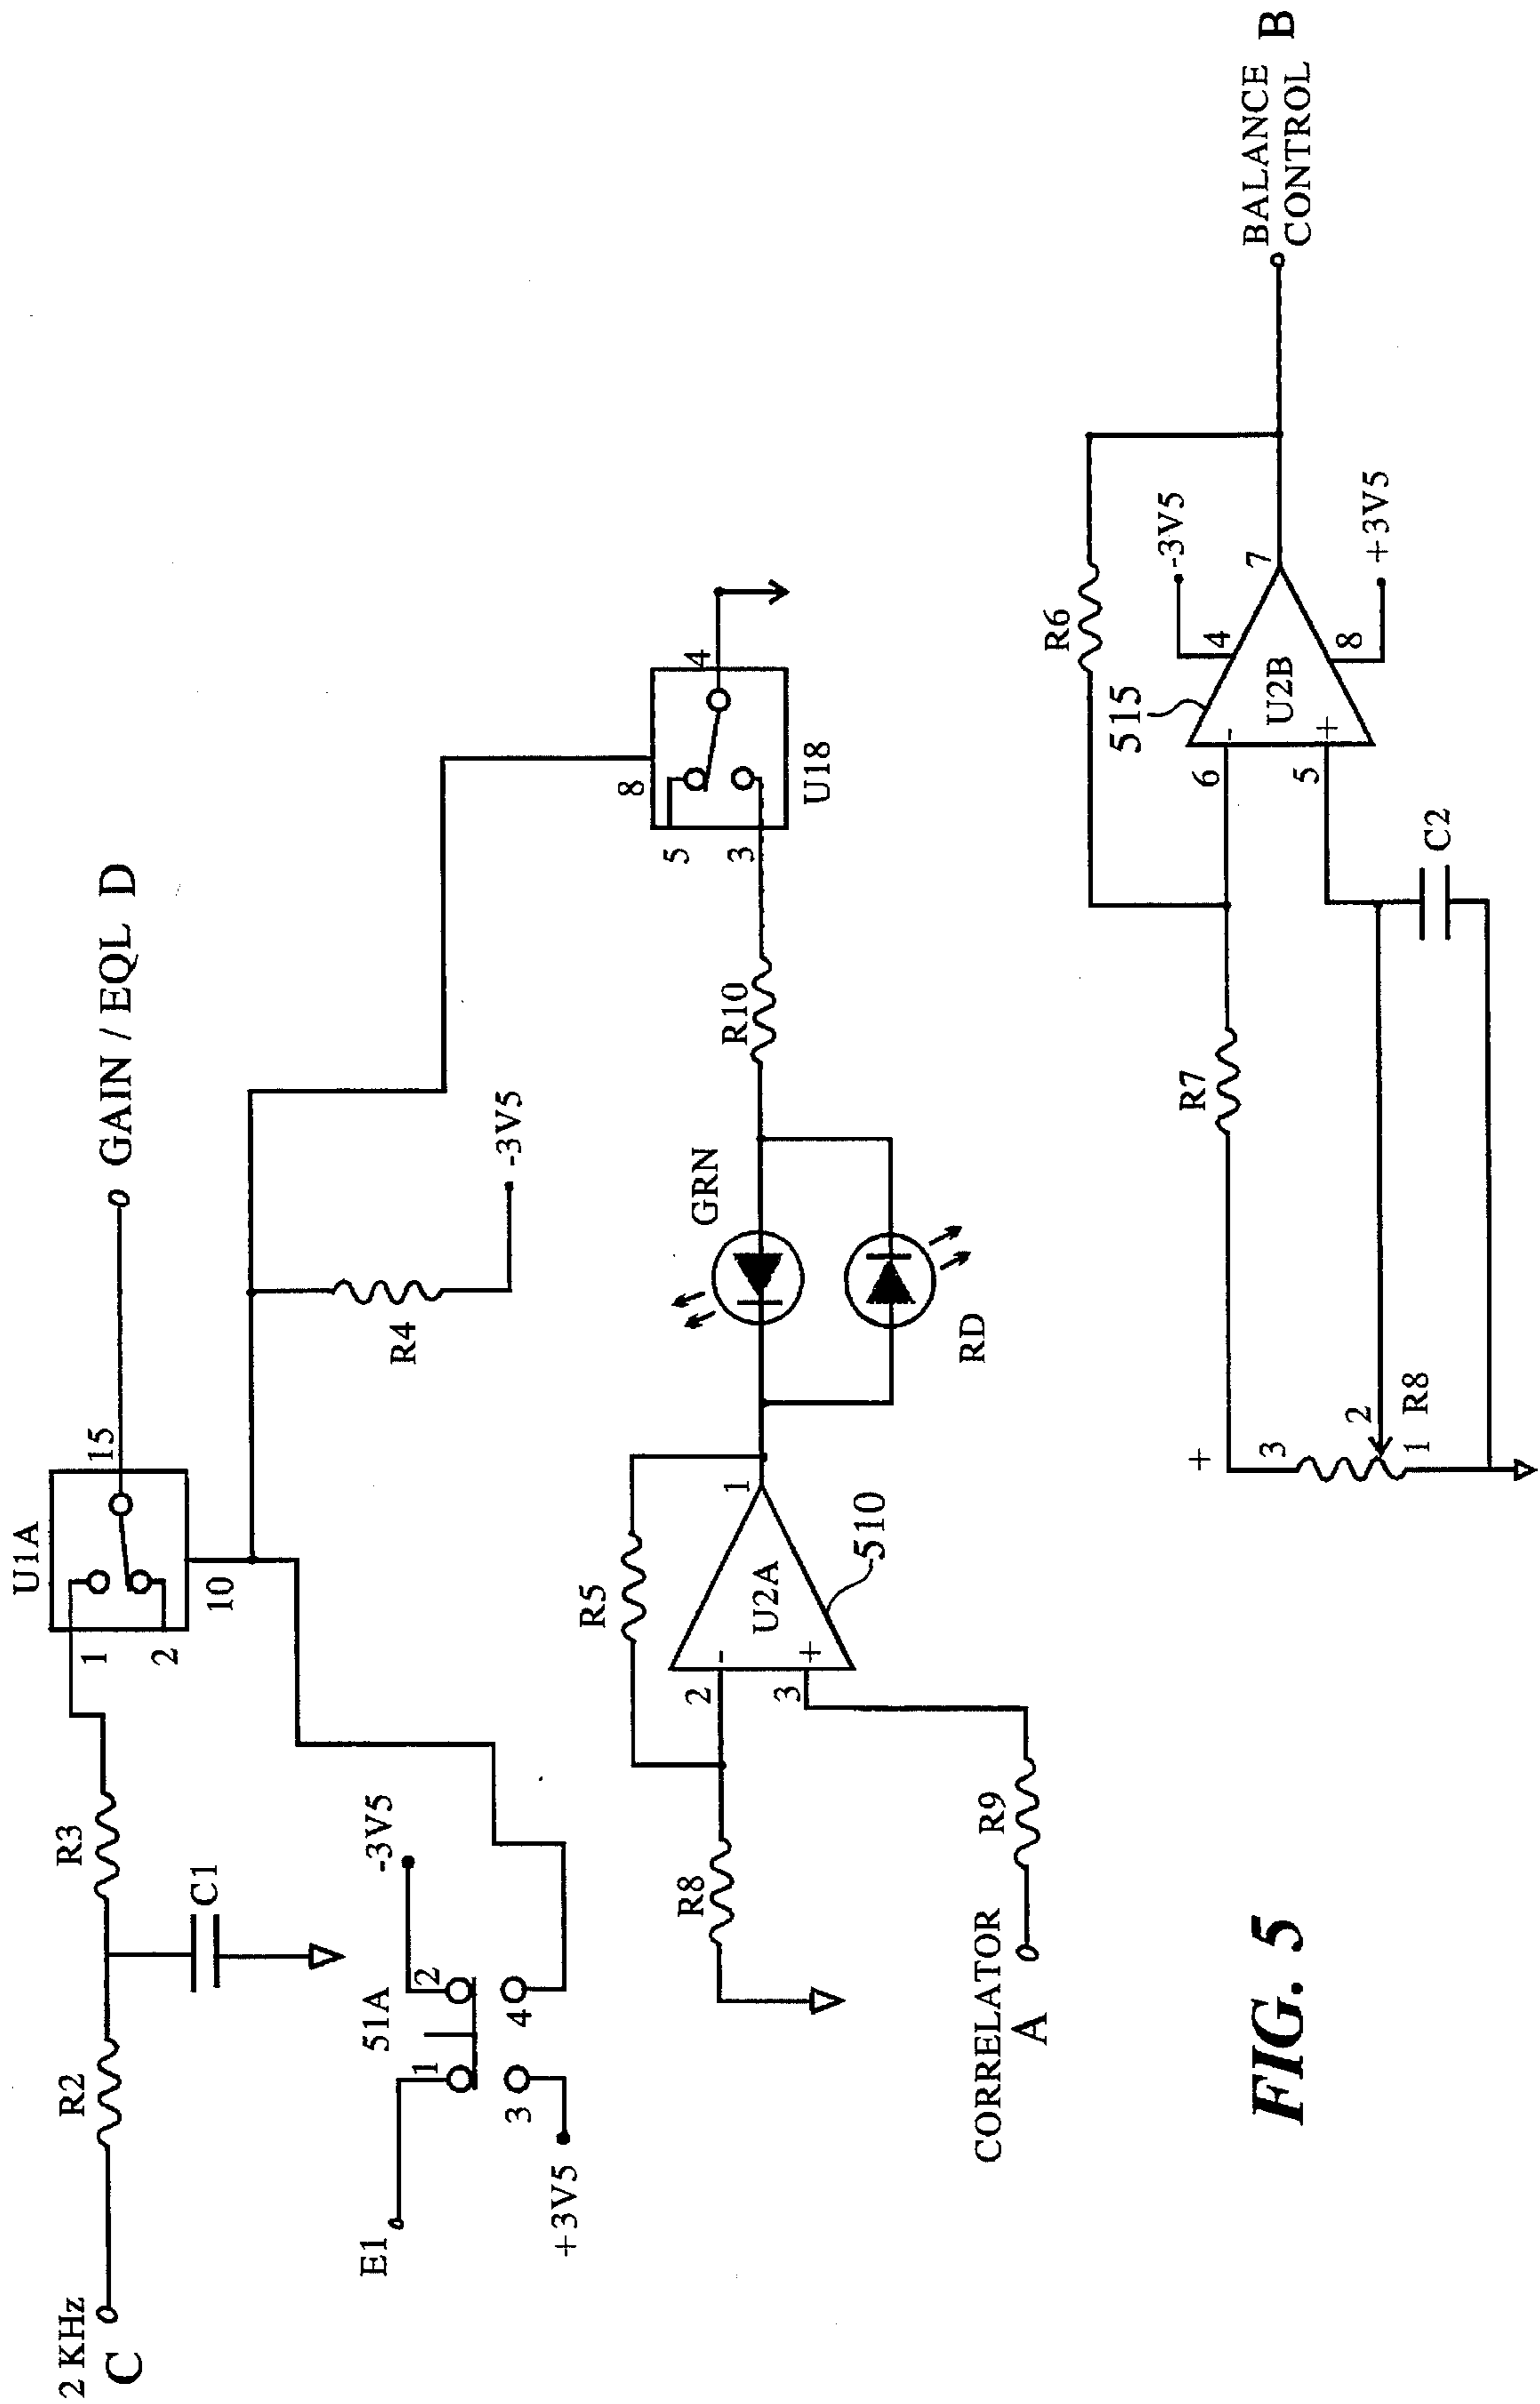 2 KHz
C
R2
R3
C1
U1A
1
2
15
10
GAIN / EQL D
E1
51A
1
2
3
4
-3V5
+3V5
R4
-3V5
8
5
3
4
U18
R8
R5
2
3
-
+
U2A
1
510
GRN
RD
R10
CORRELATOR
A
R9
+
3
2
1
R8
R7
C2
R6
515
6
5
-
+
U2B
4
8
7
-3V5
+3V5
BALANCE
CONTROL B
FIG. 5